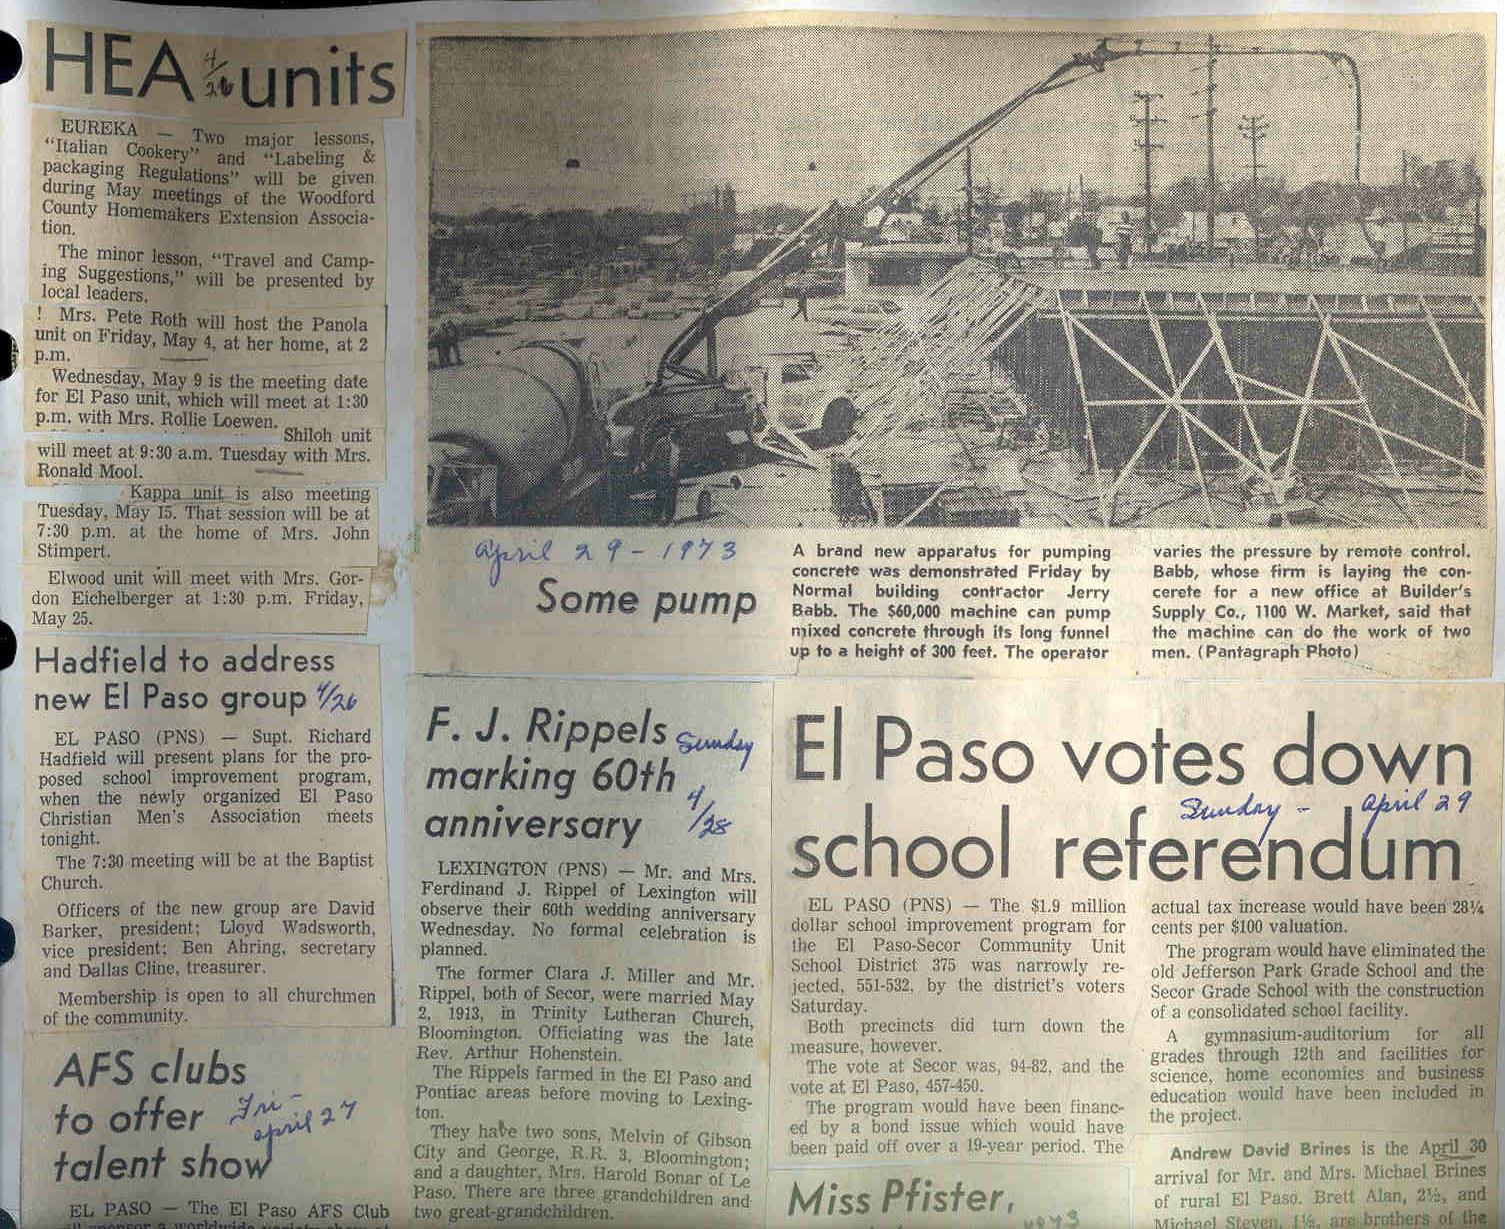 HEA units
4/26
EUREKA — Two major lessons,
"Italian Cookery" and "Labeling &
packaging Regulations" will be given
during May meetings of the Woodford
County Homemakers Extension Associa-
tion.
The minor lesson, "Travel and Camp-
ing Suggestions," will be presented by
local leaders.
! Mrs. Pete Roth will host the Panola
unit on Friday, May 4, at her home, at 2
p.m.
Wednesday, May 9 is the meeting date
for El Paso unit, which will meet at 1:30
p.m. with Mrs. Rollie Loewen.
Shiloh unit
will meet at 9:30 a.m. Tuesday with Mrs.
Ronald Mool.
Kappa unit is also meeting
Tuesday, May 15. That session will be at
7:30 p.m. at the home of Mrs. John
Stimpert.
Elwood unit will meet with Mrs. Gor-
don Eichelberger at 1:30 p.m. Friday,
May 25.
Hadfield to address
new El Paso group 4/26
EL PASO (PNS) — Supt. Richard
Hadfield will present plans for the pro-
posed school improvement program,
when the newly organized El Paso
Christian Men's Association meets
tonight.
The 7:30 meeting will be at the Baptist
Church.
Officers of the new group are David
Barker, president; Lloyd Wadsworth,
vice president; Ben Ahring, secretary
and Dallas Cline, treasurer.
Membership is open to all churchmen
of the community.
AFS clubs
to offer
talent show
Fri -
april 27
EL PASO — The El Paso AFS Club
april 29 - 1973
Some pump
A brand new apparatus for pumping
concrete was demonstrated Friday by
Normal building contractor Jerry
Babb. The $60,000 machine can pump
mixed concrete through its long funnel
up to a height of 300 feet. The operator
varies the pressure by remote control.
Babb, whose firm is laying the con-
cerete for a new office at Builder's
Supply Co., 1100 W. Market, said that
the machine can do the work of two
men. (Pantagraph Photo)
F. J. Rippels
marking 60th
anniversary
Sunday
4/28
LEXINGTON (PNS) — Mr. and Mrs.
Ferdinand J. Rippel of Lexington will
observe their 60th wedding anniversary
Wednesday. No formal celebration is
planned.
The former Clara J. Miller and Mr.
Rippel, both of Secor, were married May
2, 1913, in Trinity Lutheran Church,
Bloomington. Officiating was the late
Rev. Arthur Hohenstein.
The Rippels farmed in the El Paso and
Pontiac areas before moving to Lexing-
ton.
They have two sons, Melvin of Gibson
City and George, R.R. 3, Bloomington;
and a daughter, Mrs. Harold Bonar of Le
Paso. There are three grandchildren and
two great-grandchildren.
El Paso votes down
school referendum
Sunday - april 29
EL PASO (PNS) — The $1.9 million
dollar school improvement program for
the El Paso-Secor Community Unit
School District 375 was narrowly re-
jected, 551-532, by the district's voters
Saturday.
Both precincts did turn down the
measure, however.
The vote at Secor was, 94-82, and the
vote at El Paso, 457-450.
The program would have been financ-
ed by a bond issue which would have
been paid off over a 19-year period. The
actual tax increase would have been 28¼
cents per $100 valuation.
The program would have eliminated the
old Jefferson Park Grade School and the
Secor Grade School with the construction
of a consolidated school facility.
A gymnasium-auditorium for all
grades through 12th and facilities for
science, home economics and business
education would have been included in
the project.
Miss Pfister,
Andrew David Brines is the April 30
arrival for Mr. and Mrs. Michael Brines
of rural El Paso. Brett Alan, 2½, and
Michael Steven, 1½, are brothers of the